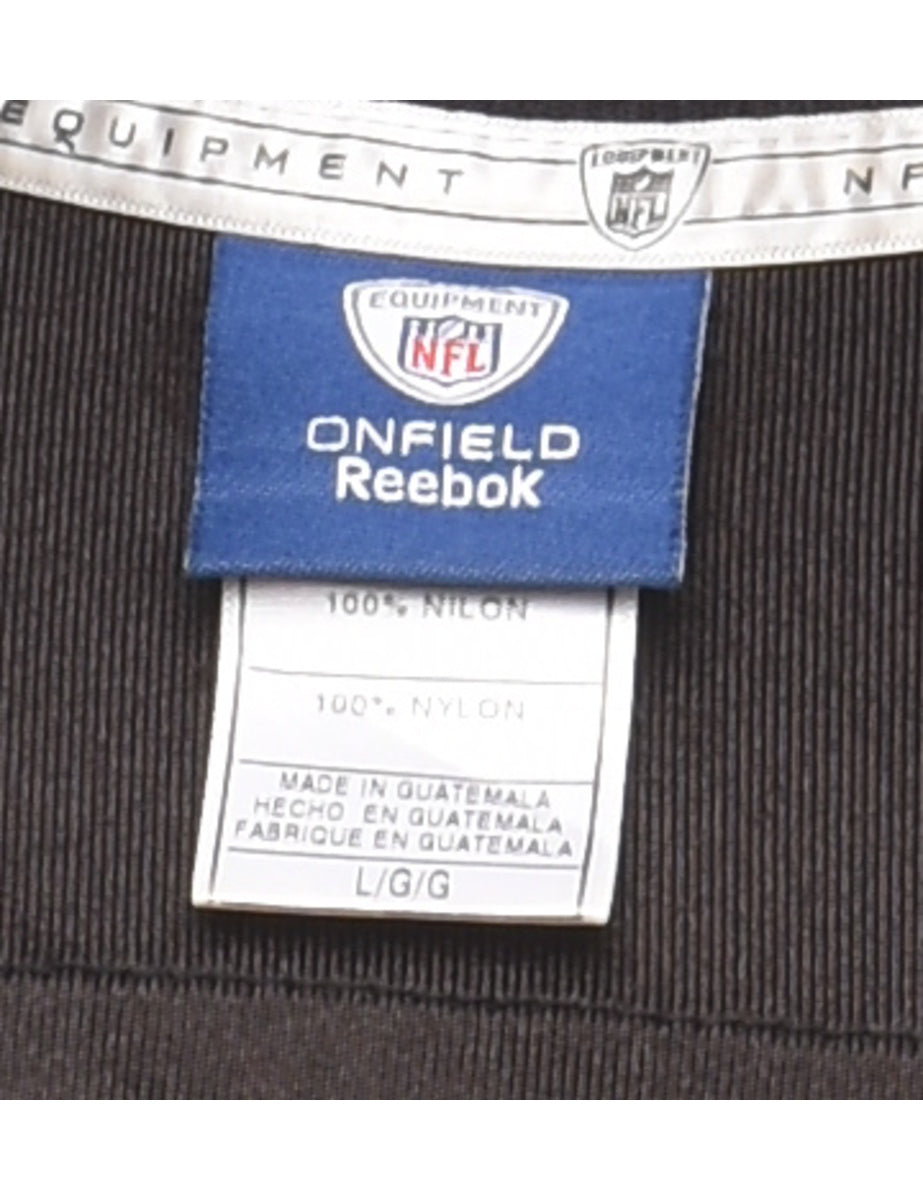 EQUIPMENT
EQUIPMENT
NFL
NF
EQUIPMENT
NFL
ONFIELD
Reebok
100% NILON
100% NYLON
MADE IN GUATEMALA
HECHO EN GUATEMALA
FABRIQUE EN GUATEMALA
L/G/G